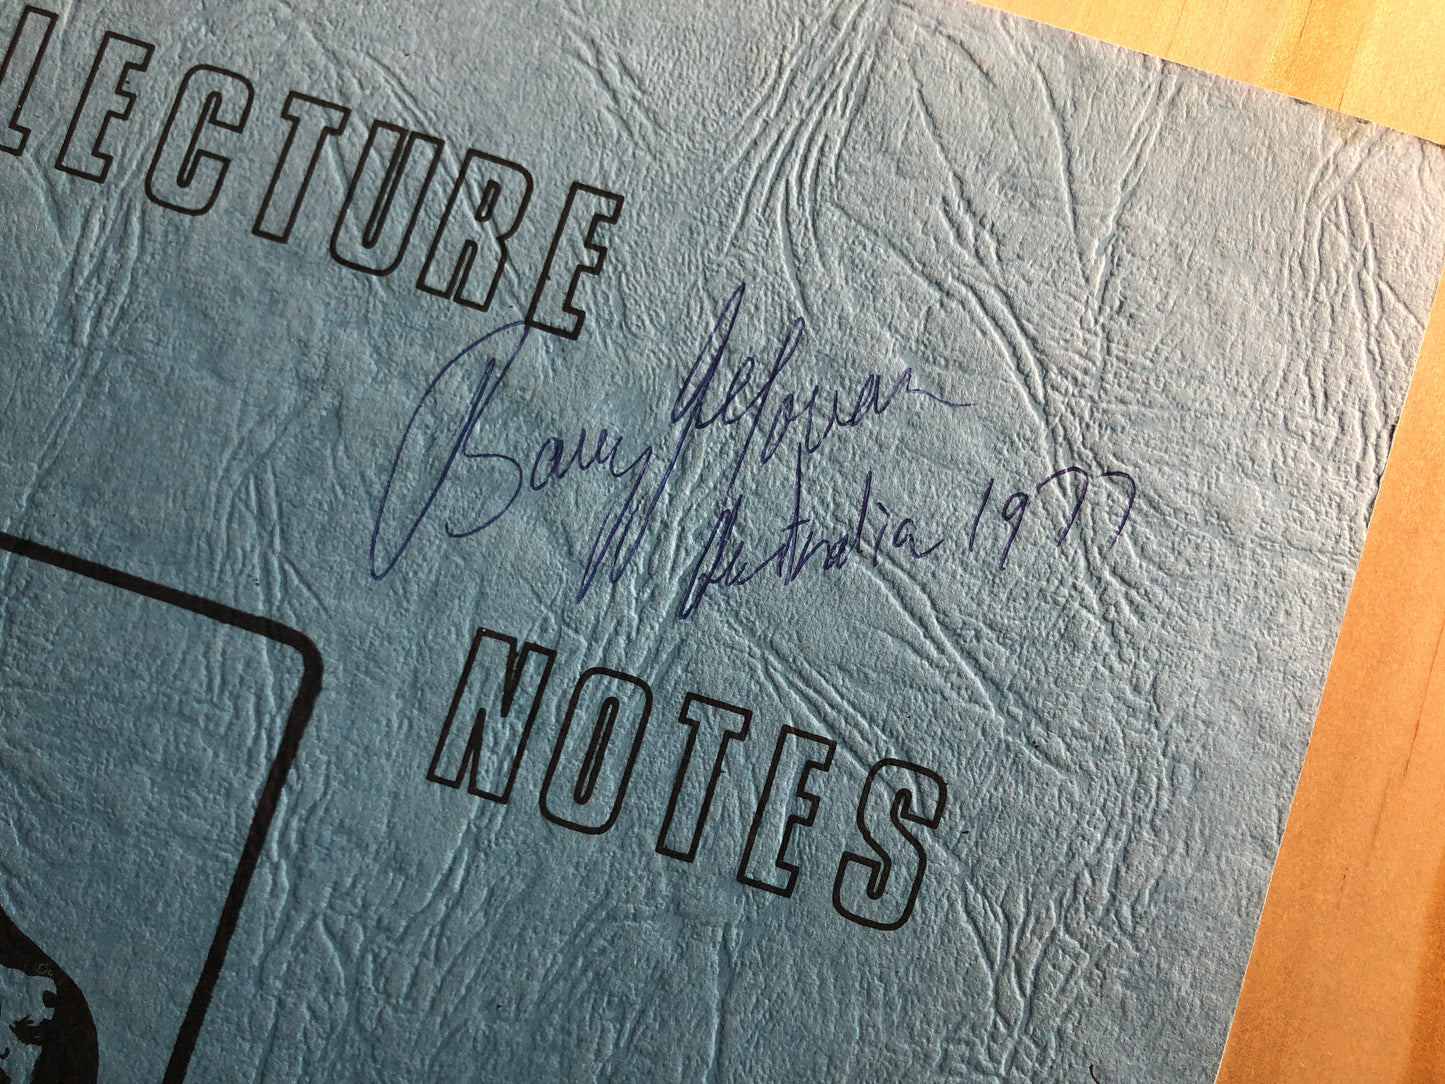 LECTURE
Barry
Australia 1977
NOTES